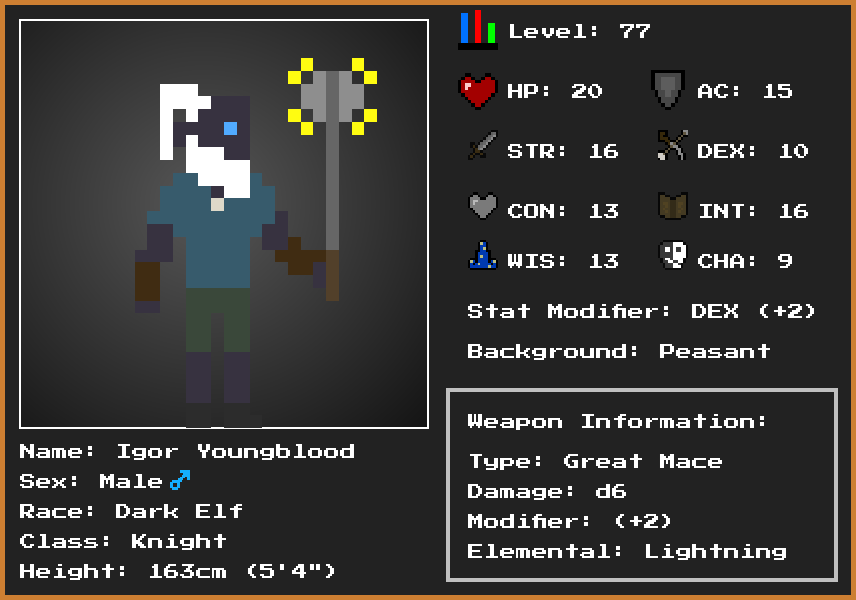 Level: 77
HP: 20
AC: 15
STR: 16
DEX: 10
CON: 13
INT: 16
WIS: 13
CHA: 9
Stat Modifier: DEX (+2)
Background: Peasant
Weapon Information:
Type: Great Mace
Damage: d6
Modifier: (+2)
Elemental: Lightning
Name: Igor Youngblood
Sex: Male ♂
Race: Dark Elf
Class: Knight
Height: 163cm (5'4")